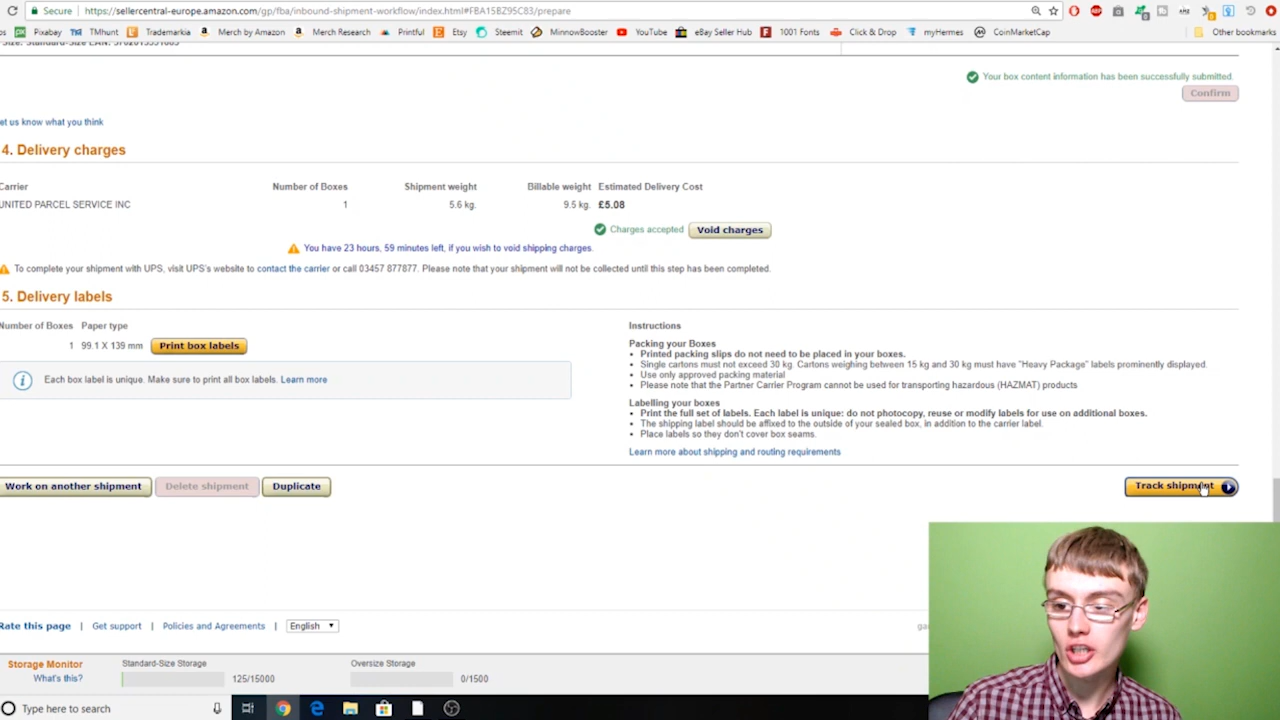 Secure
https://sellercentral-europe.amazon.com/gp/fba/inbound-shipment-workflow/index.html#FBA15BZ95C83/prepare
Pixabay TMhunt Trademarkia Merch by Amazon Merch Research Printful Etsy Steemit MinnowBooster YouTube eBay Seller Hub 1001 Fonts Click & Drop myHermes CoinMarketCap Other bookmarks
Your box content information has been successfully submitted.
Confirm
et us know what you think
4. Delivery charges
Carrier Number of Boxes Shipment weight Billable weight Estimated Delivery Cost
UNITED PARCEL SERVICE INC 1 5.6 kg. 9.5 kg. £5.08
Charges accepted Void charges
You have 23 hours, 59 minutes left, if you wish to void shipping charges.
To complete your shipment with UPS, visit UPS's website to contact the carrier or call 03457 877877. Please note that your shipment will not be collected until this step has been completed.
5. Delivery labels
Number of Boxes Paper type
1 99.1 X 139 mm Print box labels
Each box label is unique. Make sure to print all box labels. Learn more
Instructions
Packing your Boxes
• Printed packing slips do not need to be placed in your boxes.
• Single cartons must not exceed 30 kg. Cartons weighing between 15 kg and 30 kg must have "Heavy Package" labels prominently displayed.
• Use only approved packing material
• Please note that the Partner Carrier Program cannot be used for transporting hazardous (HAZMAT) products
Labelling your boxes
• Print the full set of labels. Each label is unique: do not photocopy, reuse or modify labels for use on additional boxes.
• The shipping label should be affixed to the outside of your sealed box, in addition to the carrier label.
• Place labels so they don't cover box seams.
Learn more about shipping and routing requirements
Work on another shipment Delete shipment Duplicate Track shipment
Rate this page | Get support | Policies and Agreements | English
Storage Monitor Standard-Size Storage Oversize Storage
What's this? 125/15000 0/1500
Type here to search